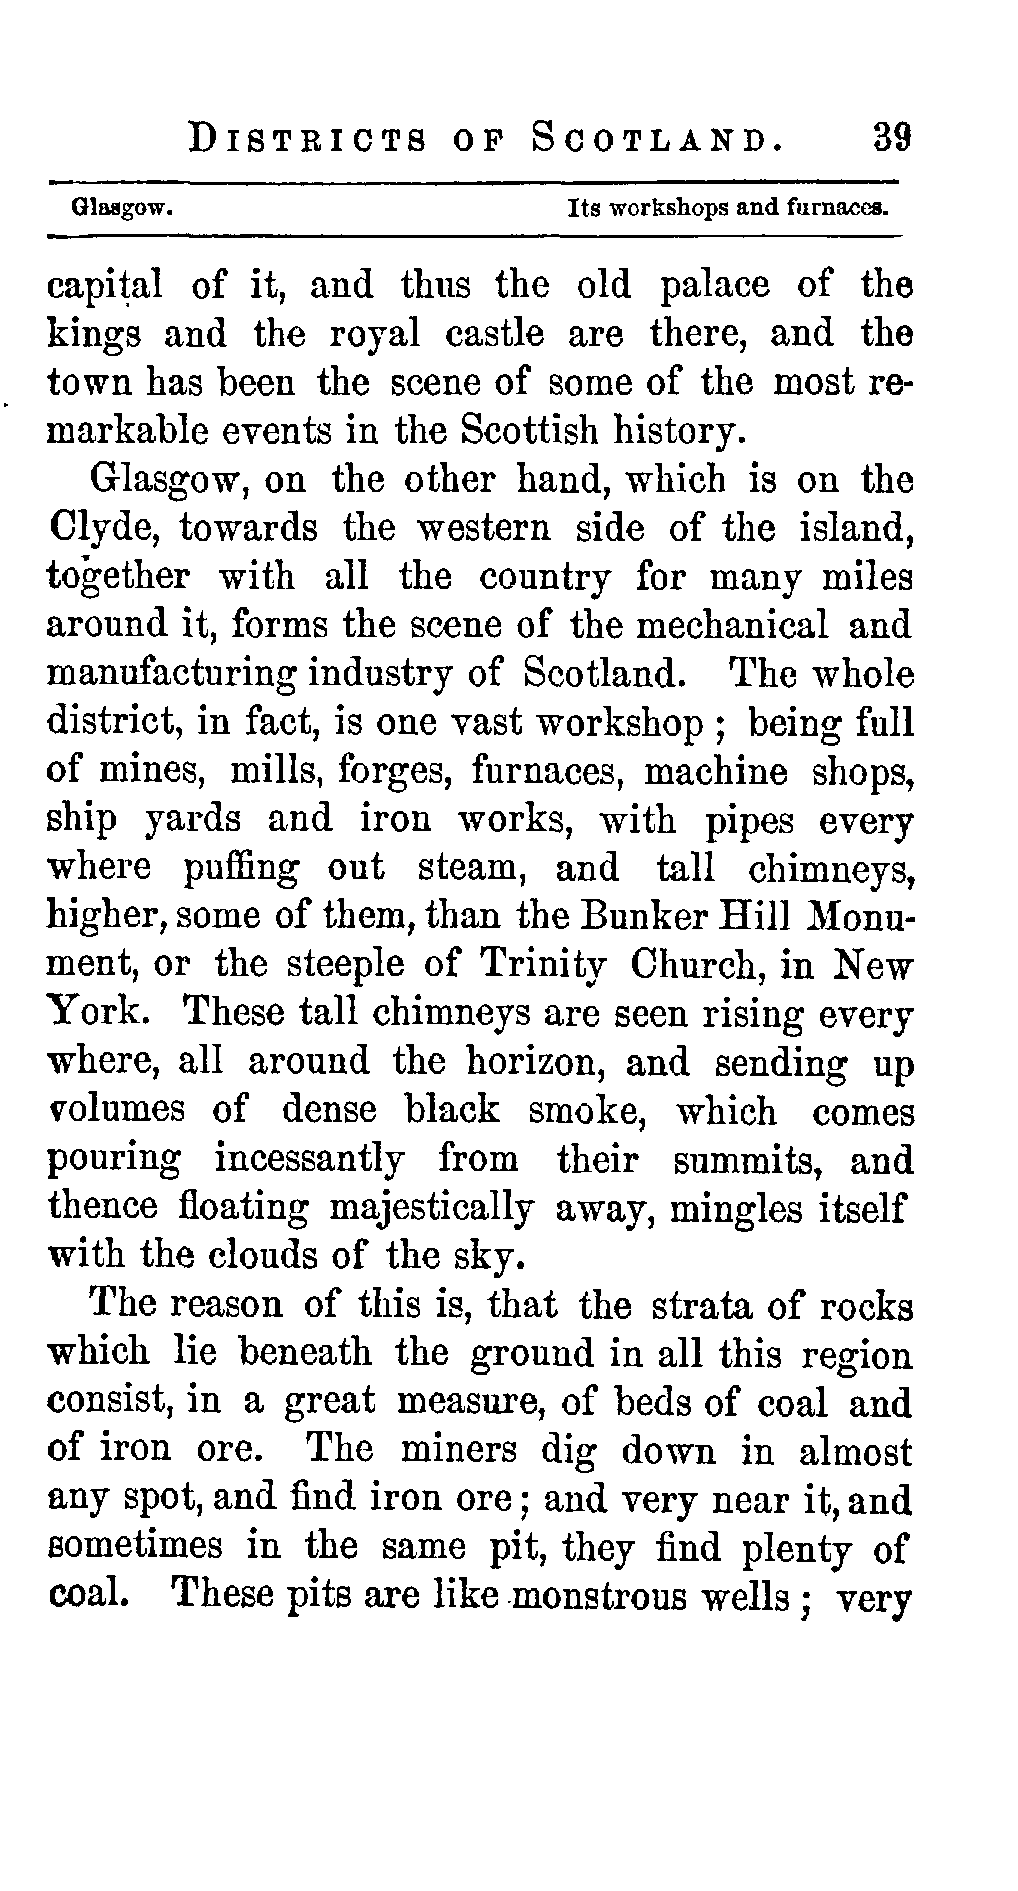 Districts of Scotland. 39
Glasgow. Its workshops and furnaces.
capital of it, and thus the old palace of the
kings and the royal castle are there, and the
town has been the scene of some of the most re-
markable events in the Scottish history.
Glasgow, on the other hand, which is on the
Clyde, towards the western side of the island,
together with all the country for many miles
around it, forms the scene of the mechanical and
manufacturing industry of Scotland. The whole
district, in fact, is one vast workshop ; being full
of mines, mills, forges, furnaces, machine shops,
ship yards and iron works, with pipes every
where puffing out steam, and tall chimneys,
higher, some of them, than the Bunker Hill Monu-
ment, or the steeple of Trinity Church, in New
York. These tall chimneys are seen rising every
where, all around the horizon, and sending up
volumes of dense black smoke, which comes
pouring incessantly from their summits, and
thence floating majestically away, mingles itself
with the clouds of the sky.
The reason of this is, that the strata of rocks
which lie beneath the ground in all this region
consist, in a great measure, of beds of coal and
of iron ore. The miners dig down in almost
any spot, and find iron ore ; and very near it, and
sometimes in the same pit, they find plenty of
coal. These pits are like monstrous wells ; very